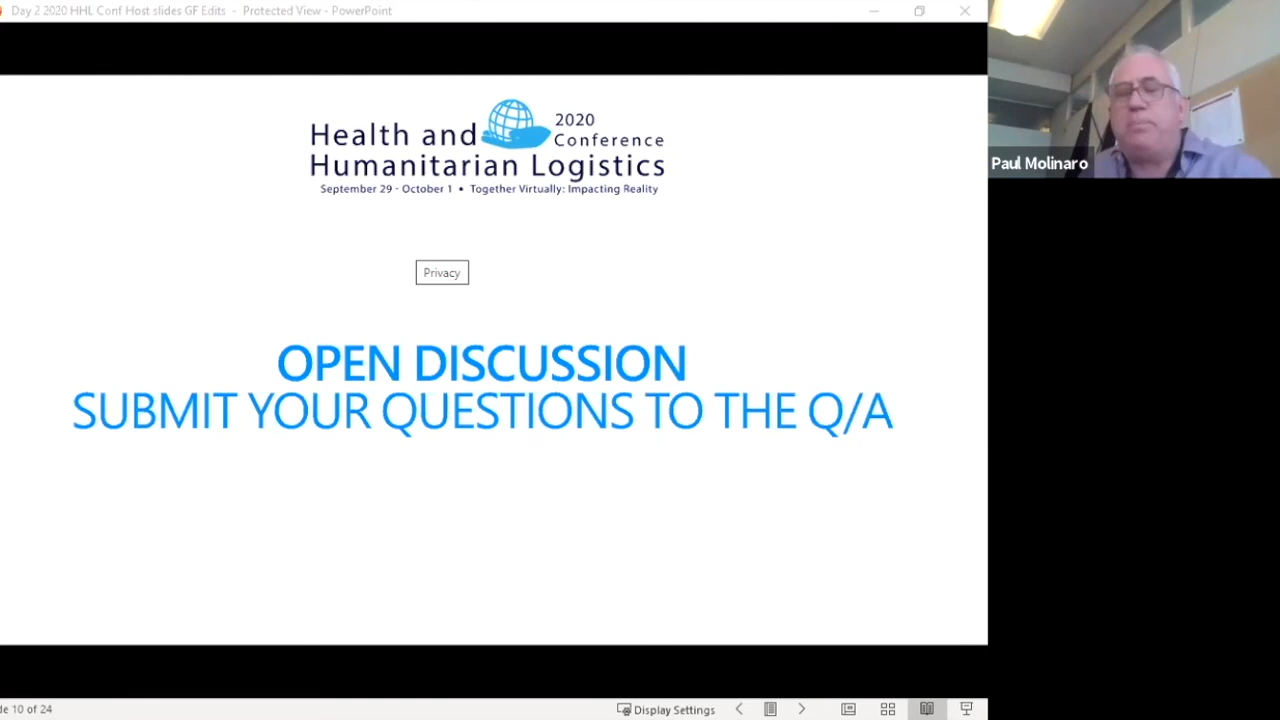 Day 2 2020 HHL Conf Host slides GF Edits - Protected View - PowerPoint
Health and
Humanitarian Logistics
2020
Conference
September 29 - October 1 • Together Virtually: Impacting Reality
Paul Molinaro
Privacy
OPEN DISCUSSION
SUBMIT YOUR QUESTIONS TO THE Q/A
de 10 of 24
Display Settings